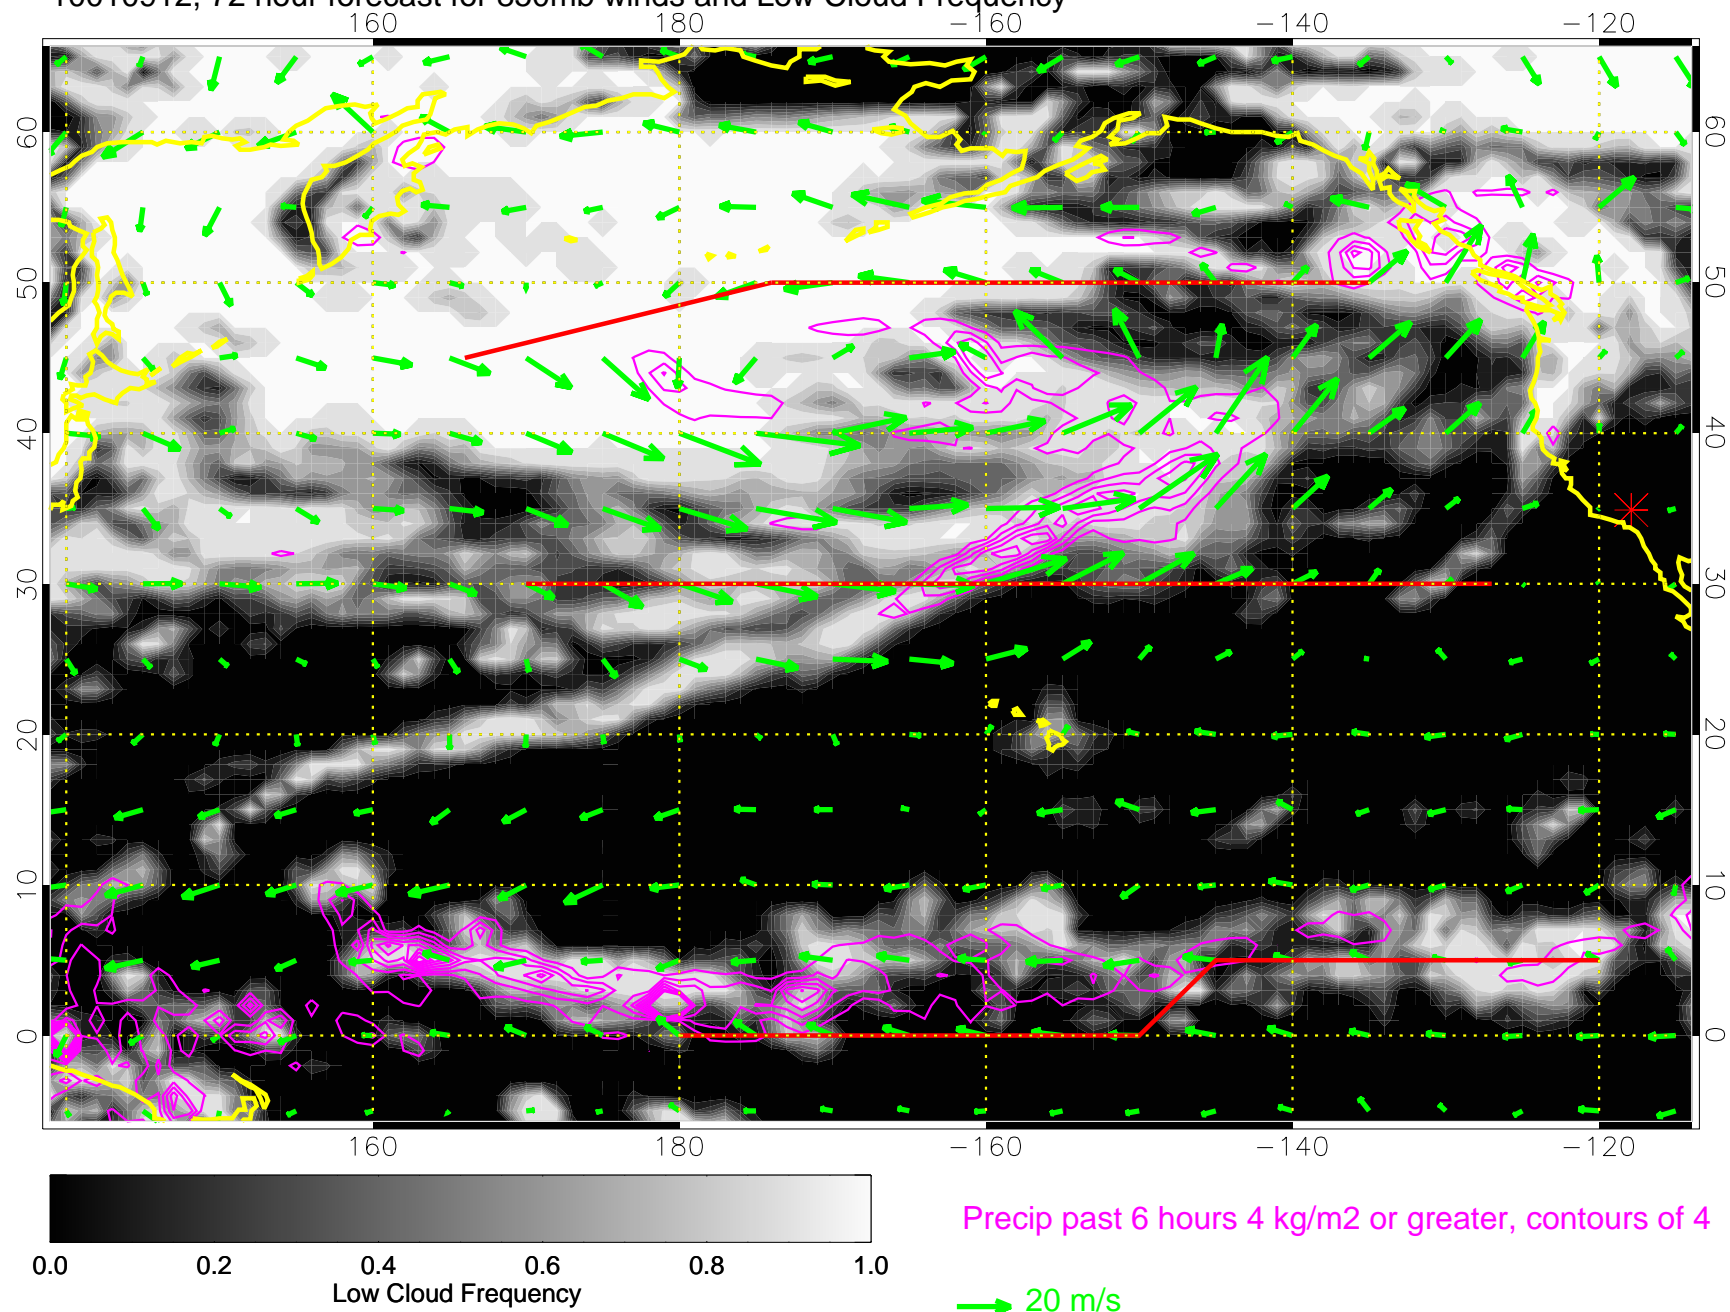 72 hour forecast for 850mb winds and Low Cloud Frequency
160 180 −160 −140 −120
60 60
50 50
40 40
30 30
20 20
10 10
0 0
160 180 −160 −140 −120
0.0 0.2 0.4 0.6 0.8 1.0
Low Cloud Frequency
Precip past 6 hours 4 kg/m2 or greater, contours of 4
20 m/s